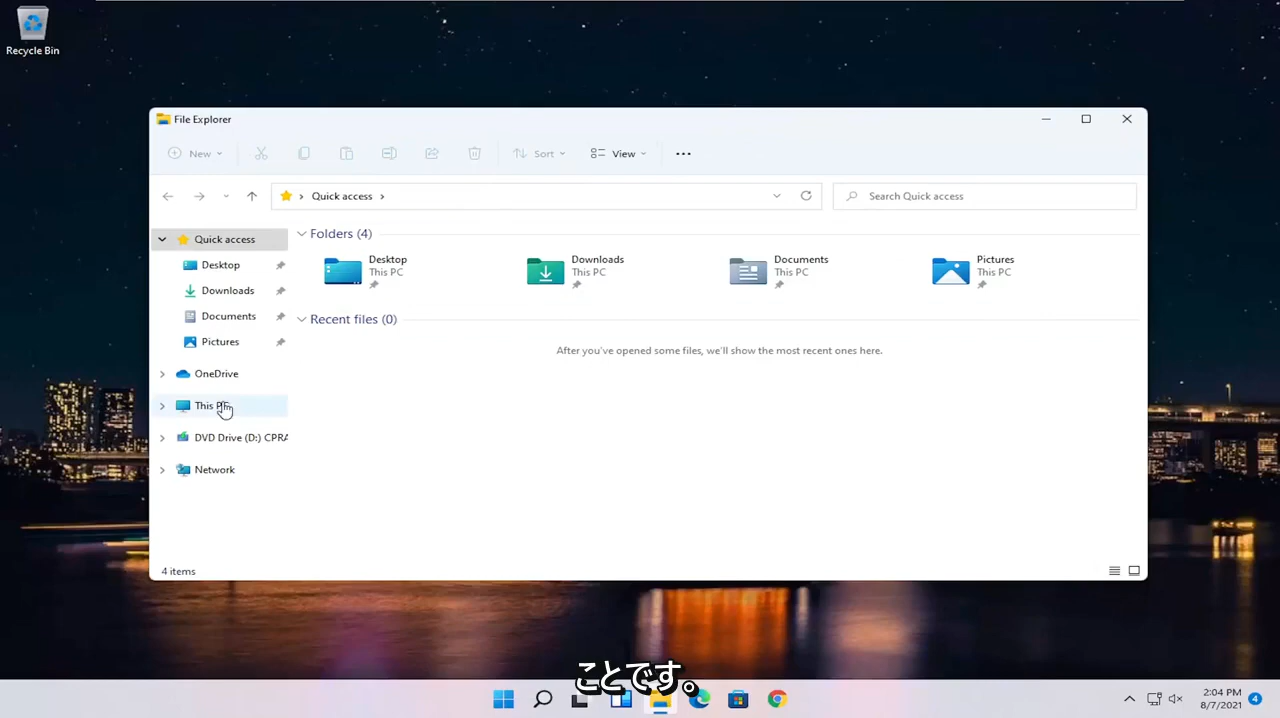 Recycle Bin
File Explorer
New
Sort
View
Quick access
Search Quick access
Quick access
Desktop
Downloads
Documents
Pictures
OneDrive
This PC
DVD Drive (D:) CPRA
Network
Folders (4)
Desktop
This PC
Downloads
This PC
Documents
This PC
Pictures
This PC
Recent files (0)
After you've opened some files, we'll show the most recent ones here.
4 items
ことです。
2:04 PM
8/7/2021
4